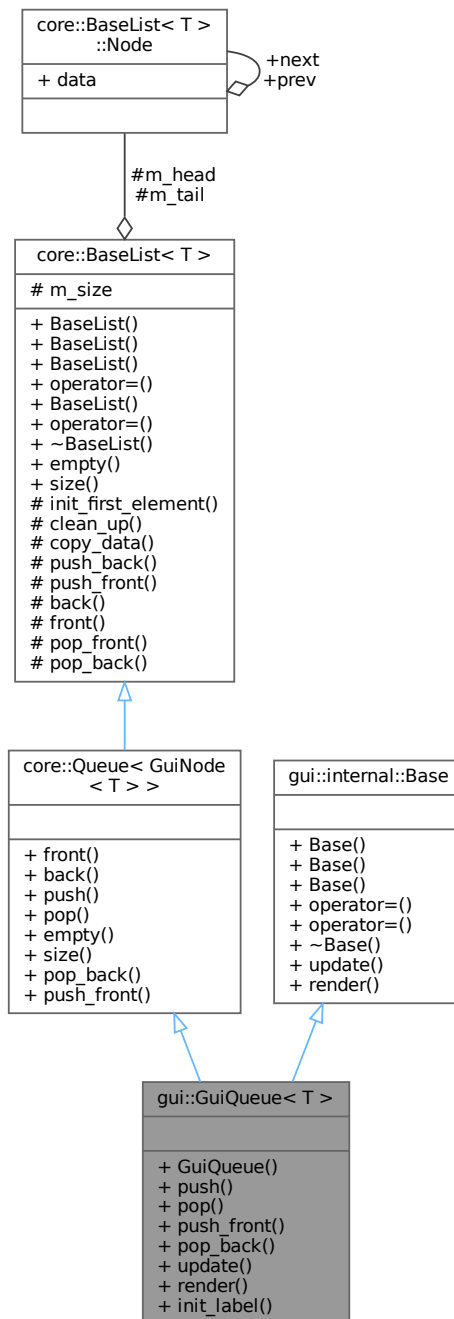 core::BaseList< T >
::Node
+ data
+next
+prev
#m_head
#m_tail
core::BaseList< T >
# m_size
+ BaseList()
+ BaseList()
+ BaseList()
+ operator=()
+ BaseList()
+ operator=()
+ ~BaseList()
+ empty()
+ size()
# init_first_element()
# clean_up()
# copy_data()
# push_back()
# push_front()
# back()
# front()
# pop_front()
# pop_back()
core::Queue< GuiNode
< T > >
+ front()
+ back()
+ push()
+ pop()
+ empty()
+ size()
+ pop_back()
+ push_front()
gui::internal::Base
+ Base()
+ Base()
+ Base()
+ operator=()
+ operator=()
+ ~Base()
+ update()
+ render()
gui::GuiQueue< T >
+ GuiQueue()
+ push()
+ pop()
+ push_front()
+ pop_back()
+ update()
+ render()
+ init_label()